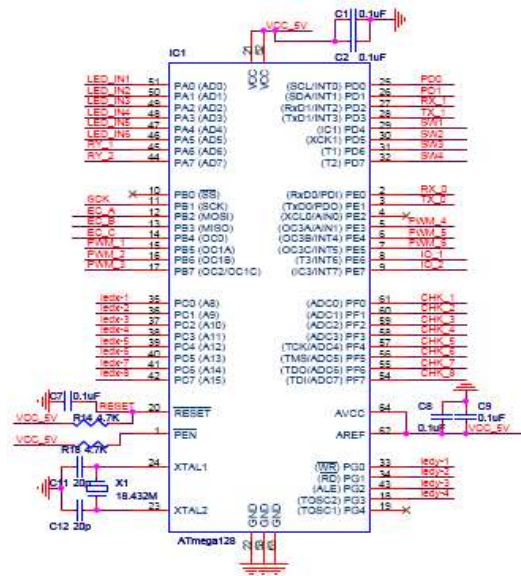 C1 0.1uF
VCC_5V
C2 0.1uF
IC1
21
52
VCC
VCC
LED_IN1 51 PA0 (AD0) (SCL/INT0) PD0 25 PD0
LED_IN2 50 PA1 (AD1) (SDA/INT1) PD1 26 PD1
LED_IN3 49 PA2 (AD2) (RxD1/INT2) PD2 27 RX_1
LED_IN4 48 PA3 (AD3) (TxD1/INT3) PD3 28 TX_1
LED_IN5 47 PA4 (AD4) (IC1) PD4 29 SW1
LED_IN6 46 PA5 (AD5) (XCK1) PD5 30 SW2
RY_1 45 PA6 (AD6) (T1) PD6 31 SW3
RY_2 44 PA7 (AD7) (T2) PD7 32 SW4
10 PB0 (SS) (RxD0/PDI) PE0 2 RX_0
SCK 11 PB1 (SCK) (TxD0/PDO) PE1 3 TX_0
EC_A 12 PB2 (MOSI) (XCL0/AIN0) PE2 4
EC_B 13 PB3 (MISO) (OC3A/AIN1) PE3 5 PWM_4
EC_C 14 PB4 (OC0) (OC3B/INT4) PE4 6 PWM_5
PWM_1 15 PB5 (OC1A) (OC3C/INT5) PE5 7 PWM_6
PWM_2 16 PB6 (OC1B) (T3/INT6) PE6 8 IO_1
PWM_3 17 PB7 (OC2/OC1C) (IC3/INT7) PE7 9 IO_2
ledx-1 35 PC0 (A8) (ADC0) PF0 61 CHK_1
ledx-2 36 PC1 (A9) (ADC1) PF1 60 CHK_2
ledx-3 37 PC2 (A10) (ADC2) PF2 59 CHK_3
ledx-4 38 PC3 (A11) (ADC3) PF3 58 CHK_4
ledx-5 39 PC4 (A12) (TCK/ADC4) PF4 57 CHK_5
ledx-6 40 PC5 (A13) (TMS/ADC5) PF5 56 CHK_6
ledx-7 41 PC6 (A14) (TDO/ADC6) PF6 55 CHK_7
ledx-8 42 PC7 (A15) (TDI/ADC7) PF7 54 CHK_8
C7 0.1uF
RESET 20 RESET AVCC 64 C8 C9
VCC_5V R14 4.7K 0.1uF 0.1uF
1 PEN AREF 62 VCC_5V
VCC_5V
4.7K
24 XTAL1 (WR) PG0 33 ledy-1
(RD) PG1 34 ledy-2
C11 20p X1 (ALE) PG2 43 ledy-3
18.432M (TOSC2) PG3 18 ledy-4
23 XTAL2 (TOSC1) PG4 19
C12 20p
GND
GND
GND
22
53
63
ATmega128